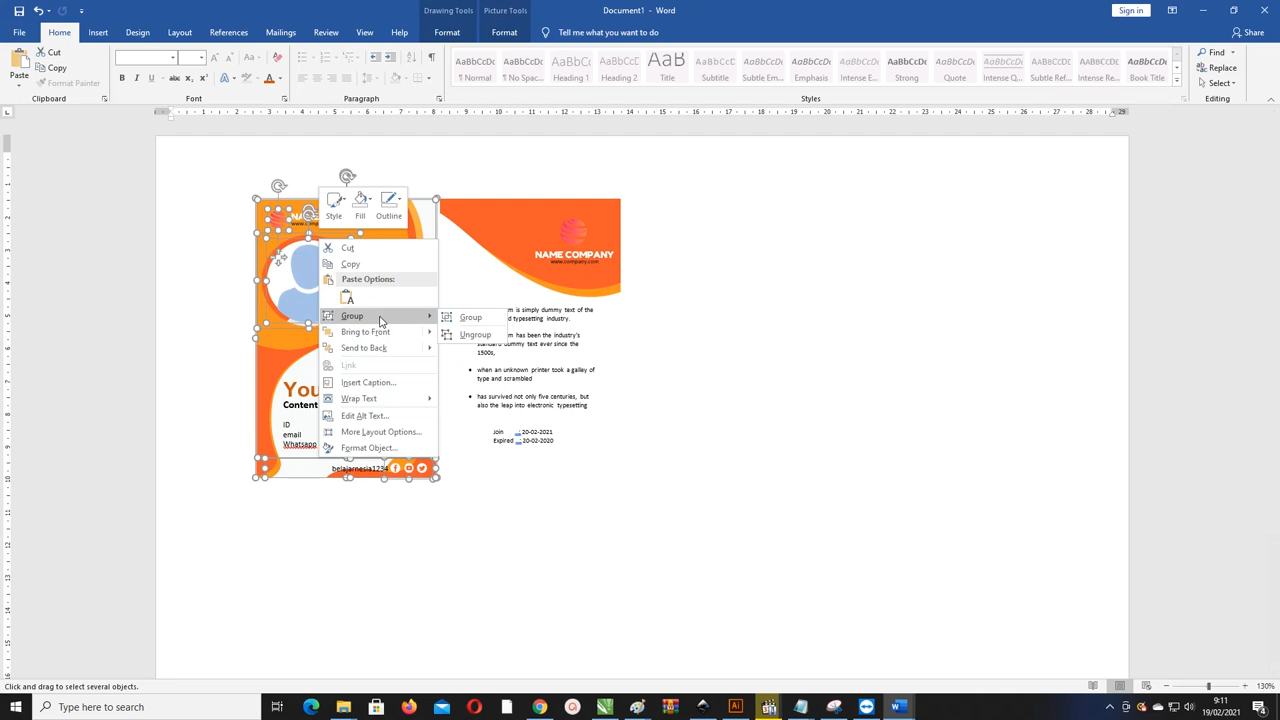 Document1 - Word
Drawing Tools
Picture Tools
Sign in
File
Home
Insert
Design
Layout
References
Mailings
Review
View
Help
Format
Format
Tell me what you want to do
Share
Paste
Cut
Copy
Format Painter
Clipboard
Font
Paragraph
AaBbCcDc
AaBbCcDc
AaBbC
AaBbCcC
AaB
AaBbCcD
AaBbCcDc
AaBbCcDc
AaBbCcDc
AaBbCcDc
AaBbCcDc
AaBbCcDc
AaBbCcDc
AaBbCcDc
AaBbCcDc
¶ Normal
¶ No Spac...
Heading 1
Heading 2
Title
Subtitle
Subtle Em...
Emphasis
Intense E...
Strong
Quote
Intense Q...
Subtle Ref...
Intense Re...
Book Title
Styles
Find
Replace
Select
Editing
Style
Fill
Outline
Cut
Copy
Paste Options:
Group
Bring to Front
Send to Back
Link
Insert Caption...
Wrap Text
Edit Alt Text...
More Layout Options...
Format Object...
Group
Ungroup
You
Content
ID
email
Whatsapp
belajarnesia1234
NAME COMPANY
www.company.com
m is simply dummy text of the
d typesetting industry.
m has been the industry's
standard dummy text ever since the
1500s,
• when an unknown printer took a galley of
type and scrambled
• has survived not only five centuries, but
also the leap into electronic typesetting
Join : 20-02-2021
Expired : 20-02-2020
Click and drag to select several objects.
130%
Type here to search
9:11
19/02/2021